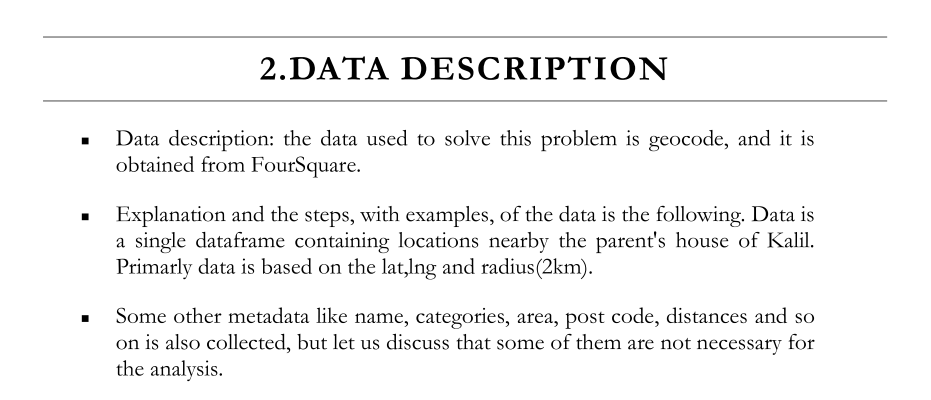 2.DATA DESCRIPTION
▪ Data description: the data used to solve this problem is geocode, and it is
obtained from FourSquare.
▪ Explanation and the steps, with examples, of the data is the following. Data is
a single dataframe containing locations nearby the parent's house of Kalil.
Primarly data is based on the lat,lng and radius(2km).
▪ Some other metadata like name, categories, area, post code, distances and so
on is also collected, but let us discuss that some of them are not necessary for
the analysis.